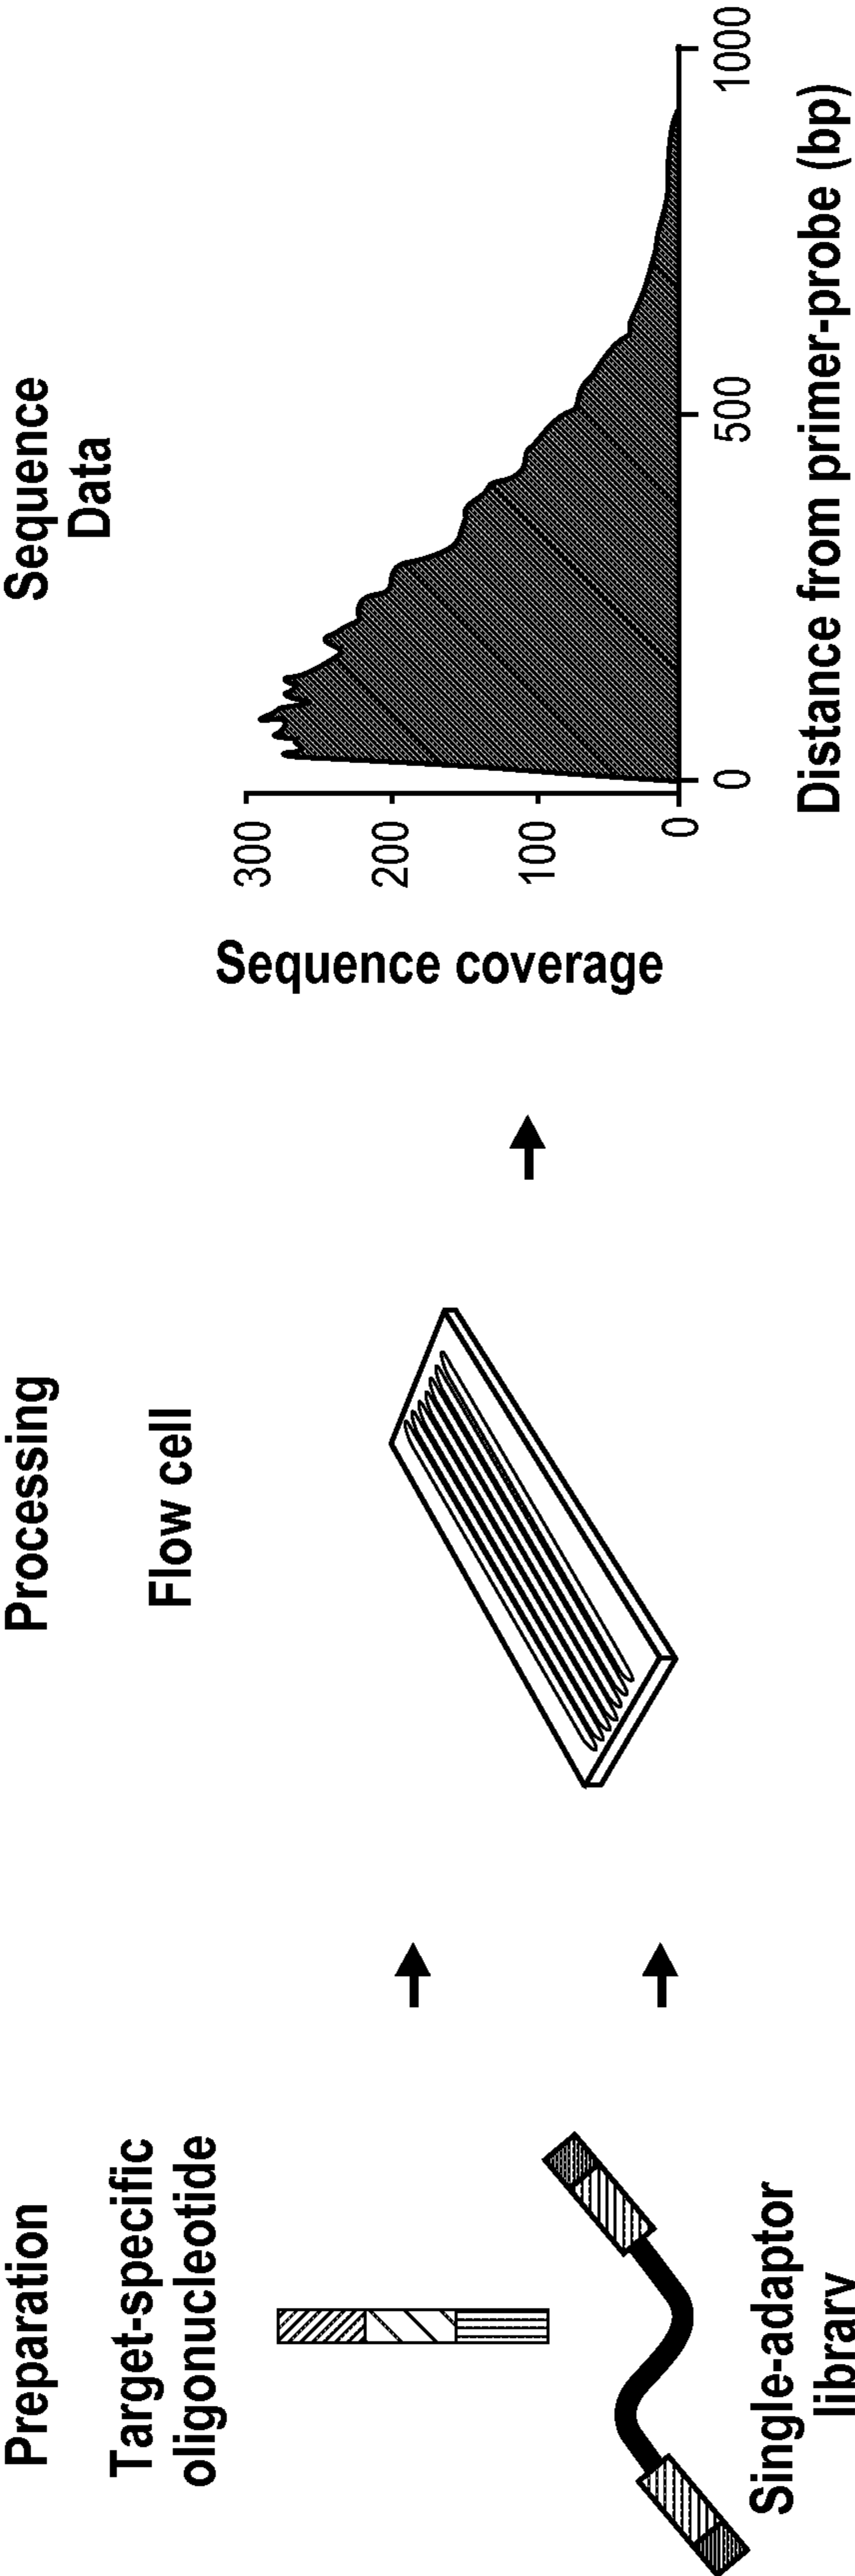 Preparation
Target-specific
oligonucleotide
Single-adaptor
library
Processing
Flow cell
Sequence
Data
Sequence coverage
300
200
100
0
0
500
1000
Distance from primer-probe (bp)